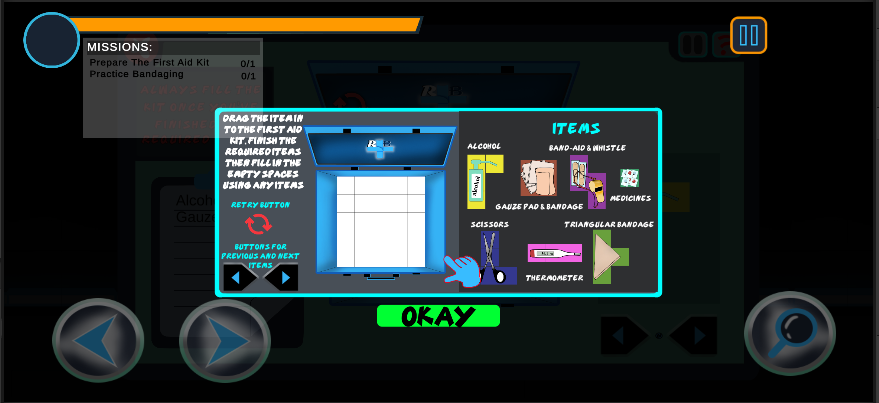 MISSIONS:
Prepare The First Aid Kit 0/1
Practice Bandaging 0/1
DRAG THE ITEM IN
TO THE FIRST AID
KIT. FINISH THE
REQUIRED ITEMS
THEN FILL IN THE
EMPTY SPACES
USING ANY ITEMS
RETRY BUTTON
BUTTONS FOR
PREVIOUS AND NEXT
ITEMS
ITEMS
ALCOHOL
BAND-AID & WHISTLE
GAUZE PAD & BANDAGE
MEDICINES
SCISSORS
TRIANGULAR BANDAGE
THERMOMETER
OKAY
Alcoh
Gauz